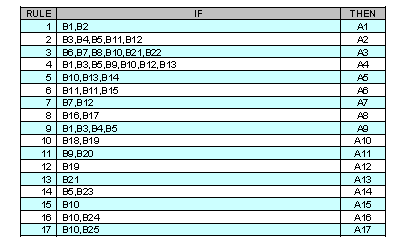 RULE IF THEN
1 B1,B2 A1
2 B3,B4,B5,B11,B12 A2
3 B6,B7,B8,B10,B21,B22 A3
4 B1,B3,B5,B9,B10,B12,B13 A4
5 B10,B13,B14 A5
6 B11,B11,B15 A6
7 B7,B12 A7
8 B16,B17 A8
9 B1,B3,B4,B5 A9
10 B18,B19 A10
11 B9,B20 A11
12 B19 A12
13 B21 A13
14 B5,B23 A14
15 B10 A15
16 B10,B24 A16
17 B10,B25 A17